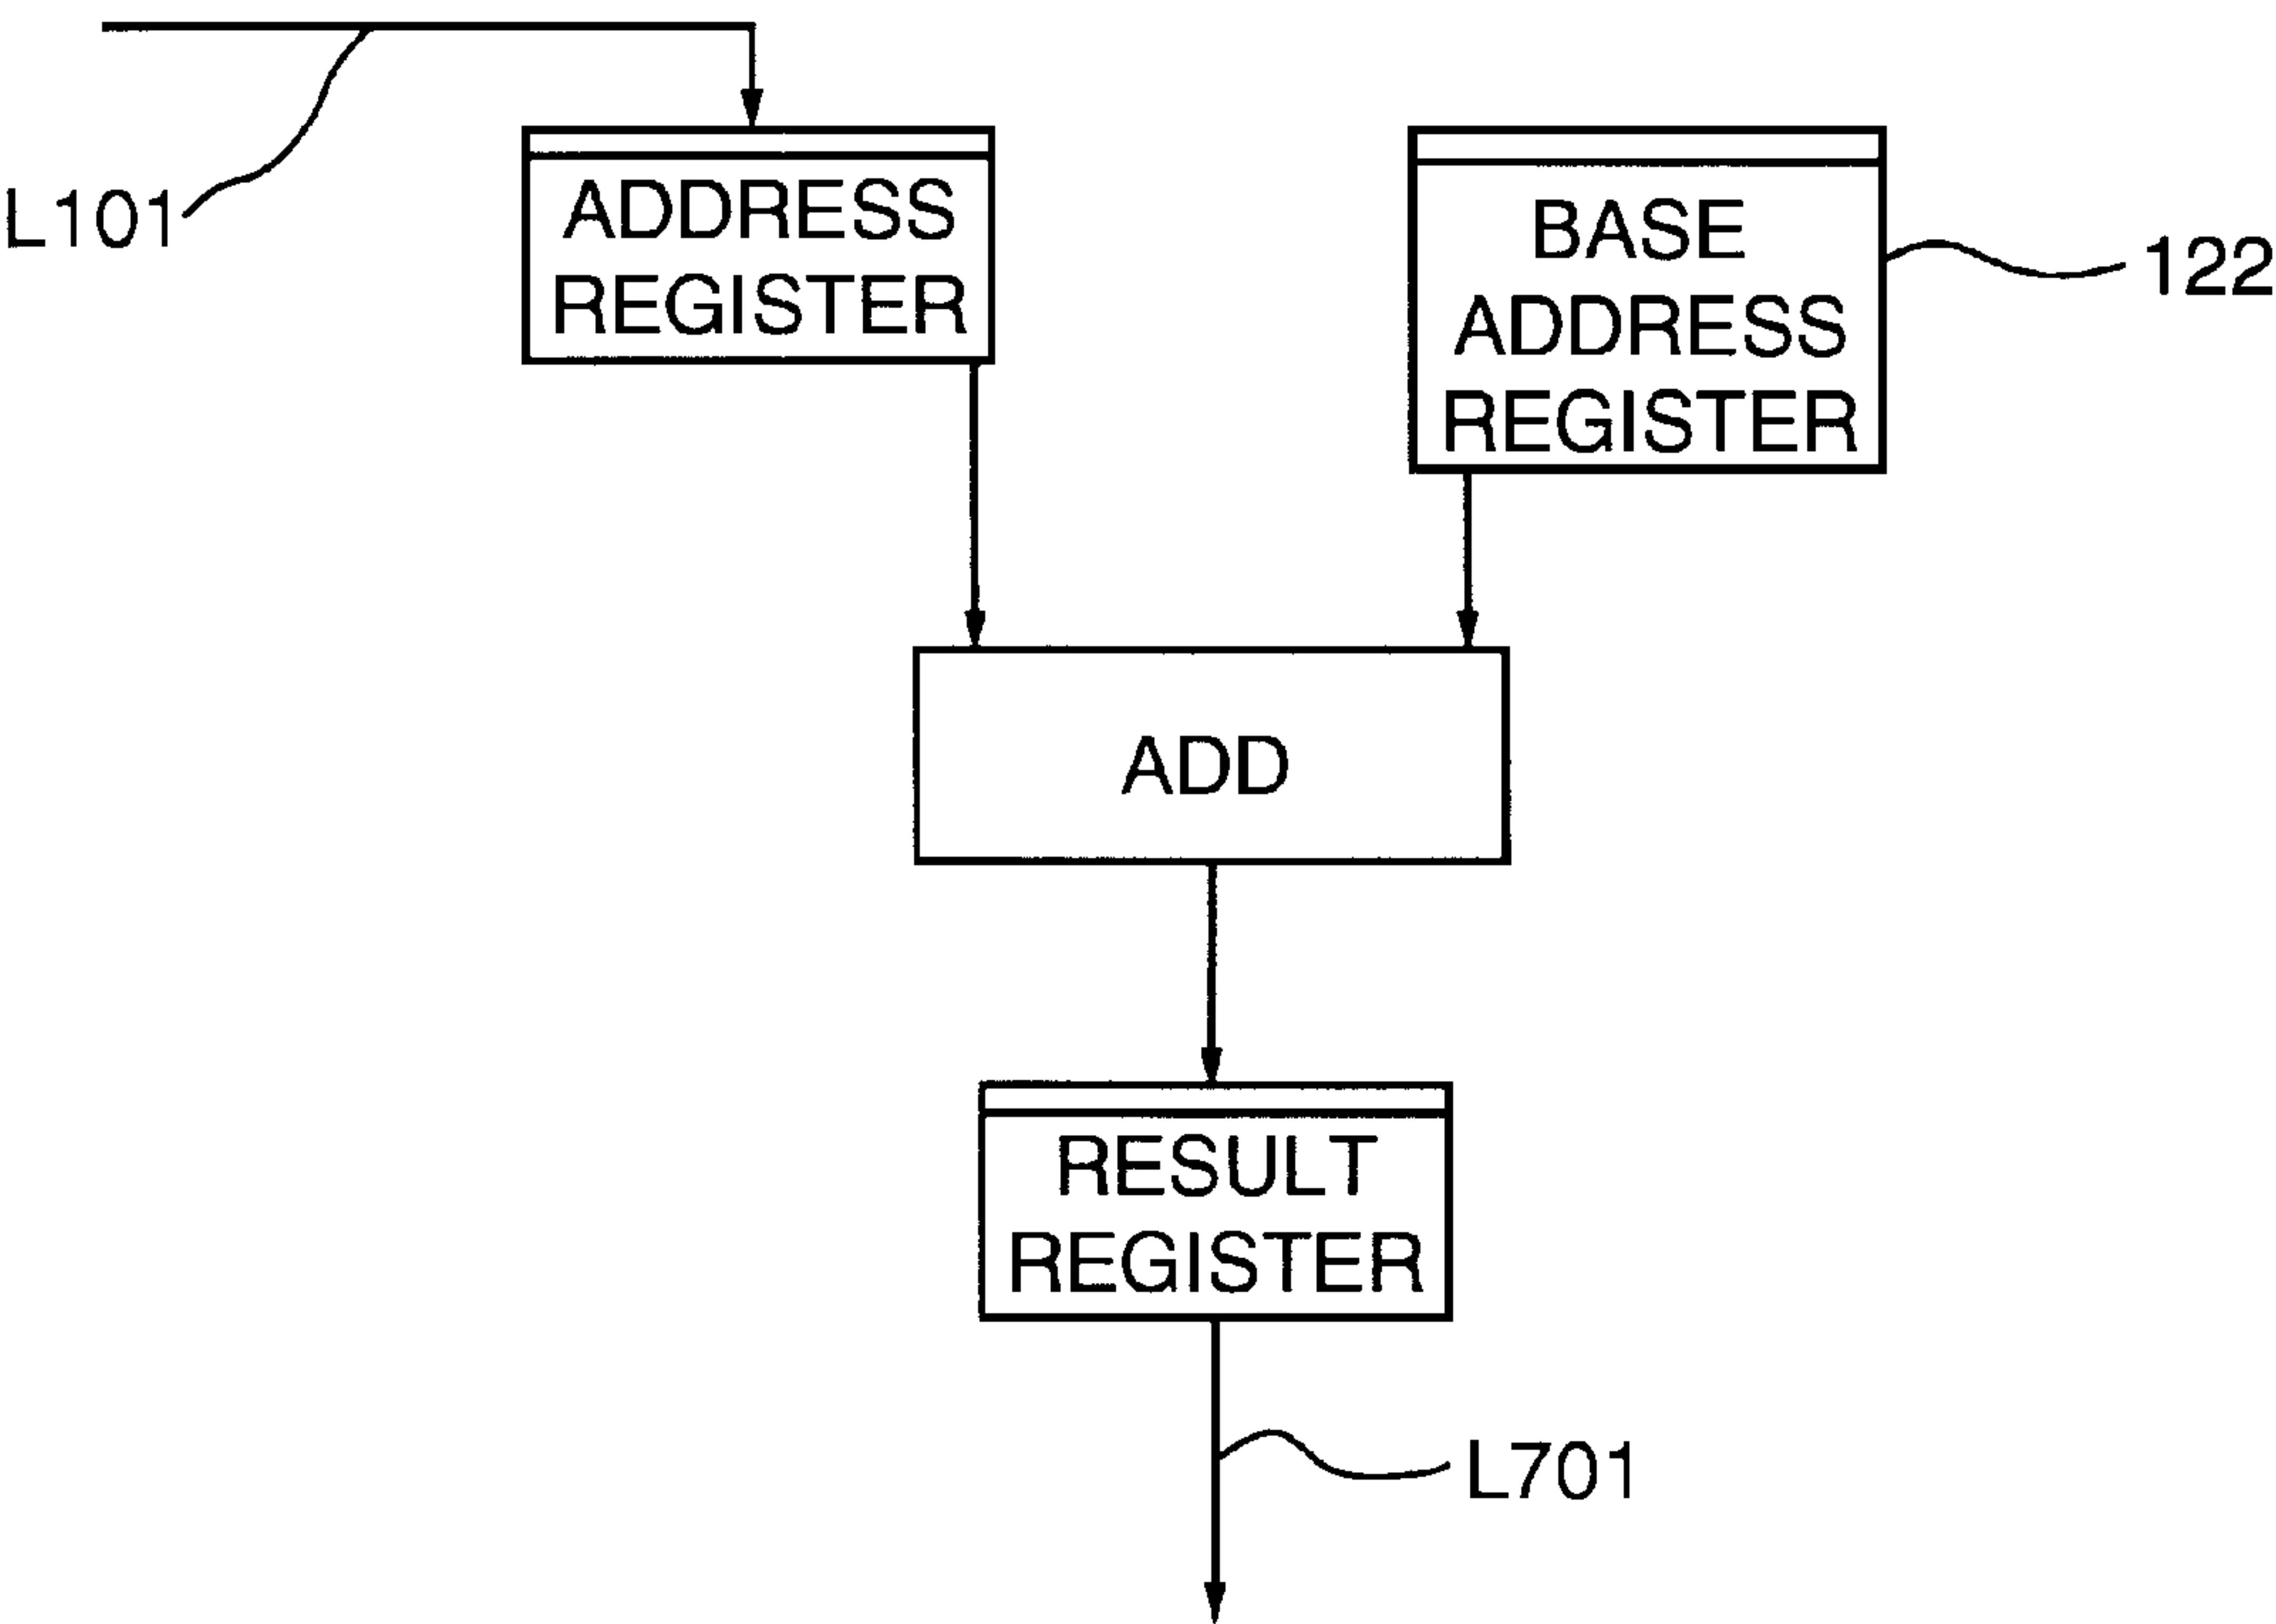 L101
ADDRESS
REGISTER
BASE
ADDRESS
REGISTER
122
ADD
RESULT
REGISTER
L701